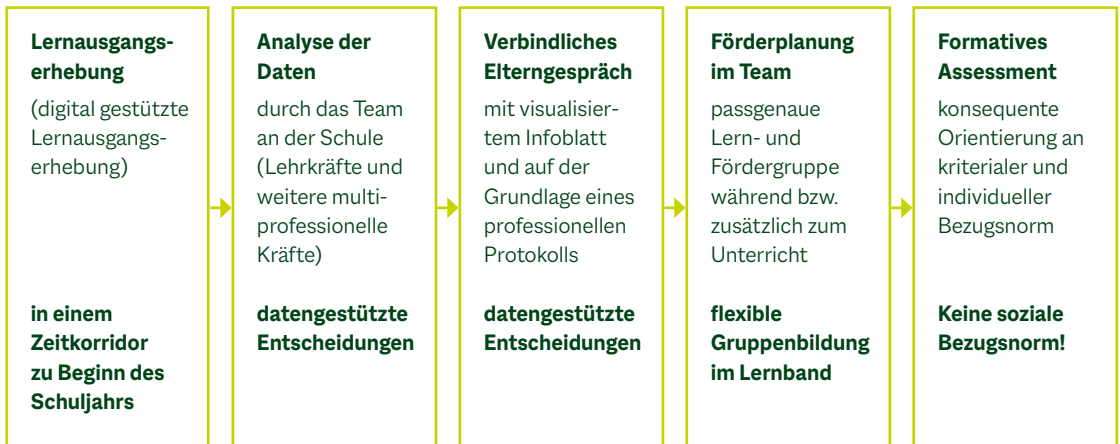 Lernausgangs-
erhebung
(digital gestützte
Lernausgangs-
erhebung)
in einem
Zeitkorridor
zu Beginn des
Schuljahrs
Analyse der
Daten
durch das Team
an der Schule
(Lehrkräfte und
weitere multi-
professionelle
Kräfte)
datengestützte
Entscheidungen
Verbindliches
Elterngespräch
mit visualisier-
tem Infoblatt
und auf der
Grundlage eines
professionellen
Protokolls
datengestützte
Entscheidungen
Förderplanung
im Team
passgenaue
Lern- und
Fördergruppe
während bzw.
zusätzlich zum
Unterricht
flexible
Gruppenbildung
im Lernband
Formatives
Assessment
konsequente
Orientierung an
kriterialer und
individueller
Bezugsnorm
Keine soziale
Bezugsnorm!